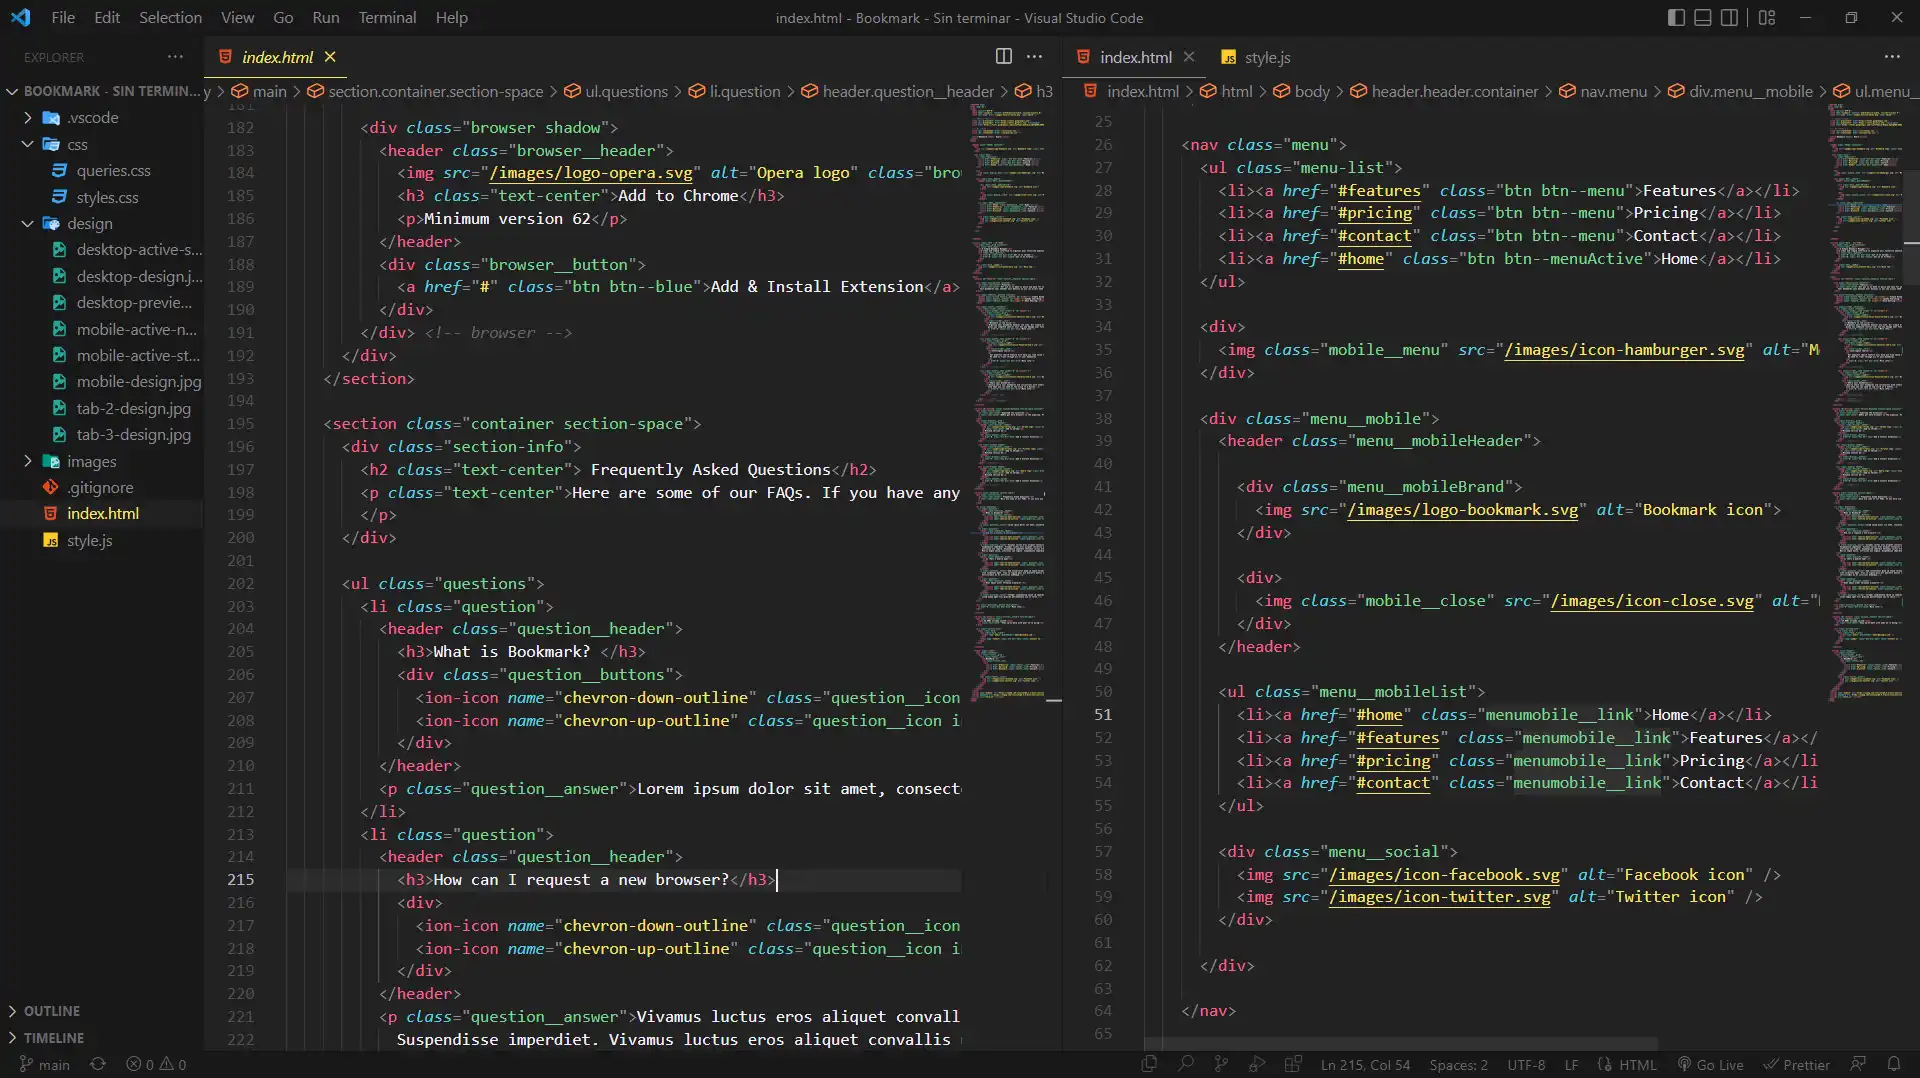 File Edit Selection View Go Run Terminal Help
index.html - Bookmark - Sin terminar - Visual Studio Code
EXPLORER
BOOKMARK - SIN TERMIN...
.vscode
css
queries.css
styles.css
design
desktop-active-s...
desktop-design.j...
desktop-previe...
mobile-active-n...
mobile-active-st...
mobile-design.jpg
tab-2-design.jpg
tab-3-design.jpg
images
.gitignore
index.html
style.js
OUTLINE
TIMELINE
index.html
y > main > section.container.section-space > ul.questions > li.question > header.question__header > h3
181
182 <div class="browser shadow">
183 <header class="browser__header">
184 <img src="/images/logo-opera.svg" alt="Opera logo" class="bro
185 <h3 class="text-center">Add to Chrome</h3>
186 <p>Minimum version 62</p>
187 </header>
188 <div class="browser__button">
189 <a href="#" class="btn btn--blue">Add & Install Extension</a>
190 </div>
191 </div> <!-- browser -->
192 </div>
193 </section>
194
195 <section class="container section-space">
196 <div class="section-info">
197 <h2 class="text-center"> Frequently Asked Questions</h2>
198 <p class="text-center">Here are some of our FAQs. If you have any
199 </p>
200 </div>
201
202 <ul class="questions">
203 <li class="question">
204 <header class="question__header">
205 <h3>What is Bookmark? </h3>
206 <div class="question__buttons">
207 <ion-icon name="chevron-down-outline" class="question__icon
208 <ion-icon name="chevron-up-outline" class="question__icon i
209 </div>
210 </header>
211 <p class="question__answer">Lorem ipsum dolor sit amet, consect
212 </li>
213 <li class="question">
214 <header class="question__header">
215 <h3>How can I request a new browser?</h3>
216 <div>
217 <ion-icon name="chevron-down-outline" class="question__icon
218 <ion-icon name="chevron-up-outline" class="question__icon i
219 </div>
220 </header>
221 <p class="question__answer">Vivamus luctus eros aliquet convall
222 Suspendisse imperdiet. Vivamus luctus eros aliquet convallis
index.html style.js
index.html > html > body > header.header.container > nav.menu > div.menu__mobile > ul.menu_
25
26 <nav class="menu">
27 <ul class="menu-list">
28 <li><a href="#features" class="btn btn--menu">Features</a></li>
29 <li><a href="#pricing" class="btn btn--menu">Pricing</a></li>
30 <li><a href="#contact" class="btn btn--menu">Contact</a></li>
31 <li><a href="#home" class="btn btn--menuActive">Home</a></li>
32 </ul>
33
34 <div>
35 <img class="mobile__menu" src="/images/icon-hamburger.svg" alt="M
36 </div>
37
38 <div class="menu__mobile">
39 <header class="menu__mobileHeader">
40
41 <div class="menu__mobileBrand">
42 <img src="/images/logo-bookmark.svg" alt="Bookmark icon">
43 </div>
44
45 <div>
46 <img class="mobile__close" src="/images/icon-close.svg" alt="
47 </div>
48 </header>
49
50 <ul class="menu__mobileList">
51 <li><a href="#home" class="menumobile__link">Home</a></li>
52 <li><a href="#features" class="menumobile__link">Features</a></
53 <li><a href="#pricing" class="menumobile__link">Pricing</a></li
54 <li><a href="#contact" class="menumobile__link">Contact</a></li
55 </ul>
56
57 <div class="menu__social">
58 <img src="/images/icon-facebook.svg" alt="Facebook icon" />
59 <img src="/images/icon-twitter.svg" alt="Twitter icon" />
60 </div>
61
62 </div>
63
64 </nav>
65
main 0 0 Ln 215, Col 54 Spaces: 2 UTF-8 LF HTML Go Live Prettier